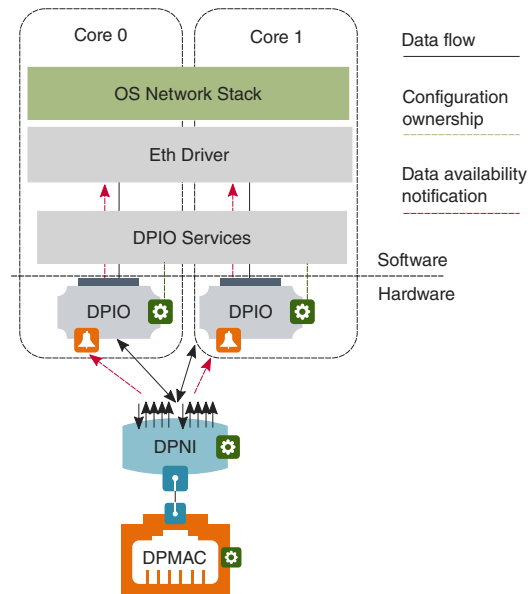 Core 0
Core 1
Data flow
OS Network Stack
Configuration
ownership
Eth Driver
Data availability
notification
DPIO Services
Software
Hardware
DPIO
DPIO
DPNI
DPMAC